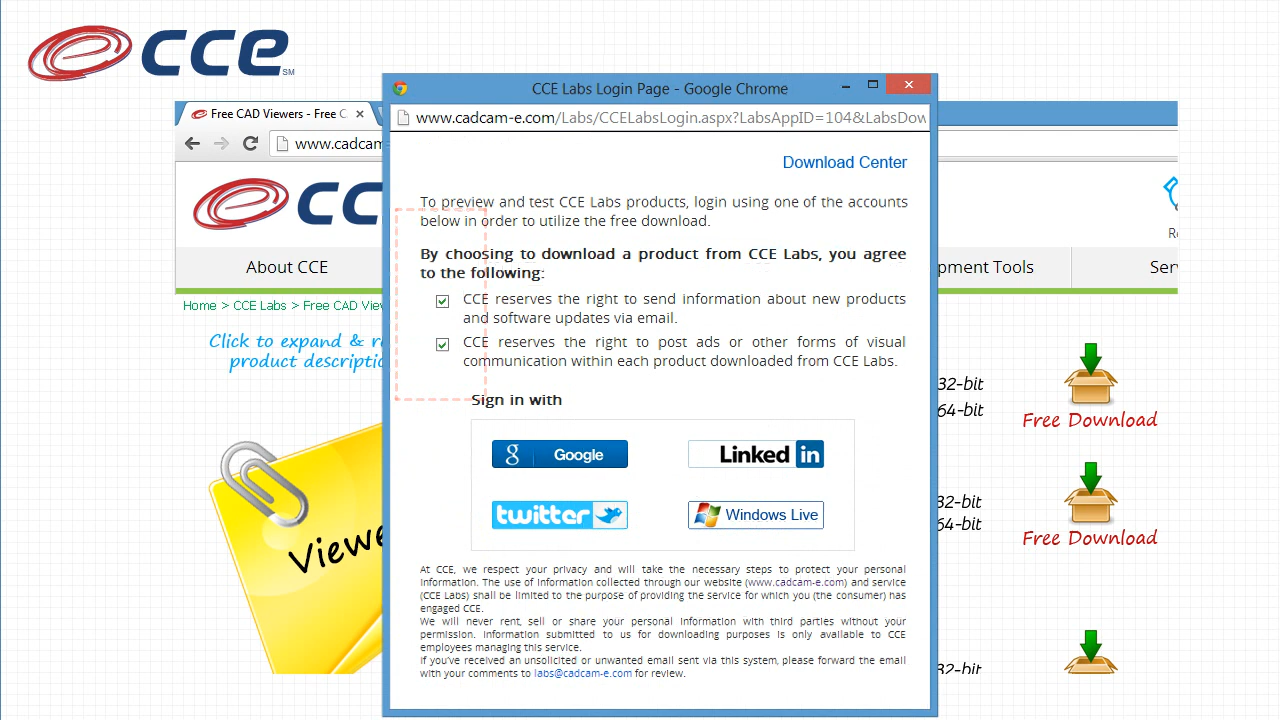 cce SM
CCE Labs Login Page - Google Chrome
Free CAD Viewers - Free C
www.cadcam-e.com/Labs/CCELabsLogin.aspx?LabsAppID=104&LabsDow
www.cadcam
Download Center
CC
To preview and test CCE Labs products, login using one of the accounts
below in order to utilize the free download.
About CCE
pment Tools
Serv
By choosing to download a product from CCE Labs, you agree
to the following:
Home > CCE Labs > Free CAD View
CCE reserves the right to send information about new products
and software updates via email.
Click to expand & r
product descripti
CCE reserves the right to post ads or other forms of visual
communication within each product downloaded from CCE Labs.
32-bit
64-bit
Free Download
Sign in with
Google
Linked in
twitter
Windows Live
32-bit
64-bit
Free Download
Viewe
At CCE, we respect your privacy and will take the necessary steps to protect your personal
information. The use of information collected through our website (www.cadcam-e.com) and service
(CCE Labs) shall be limited to the purpose of providing the service for which you (the consumer) has
engaged CCE.
We will never rent, sell or share your personal information with third parties without your
permission. Information submitted to us for downloading purposes is only available to CCE
employees managing this service.
If you've received an unsolicited or unwanted email sent via this system, please forward the email
with your comments to labs@cadcam-e.com for review.
32-bit